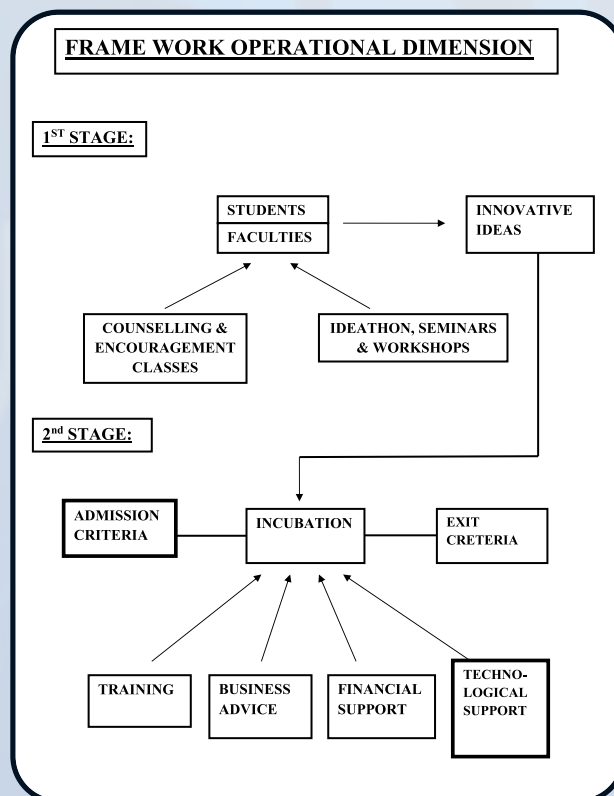 FRAME WORK OPERATIONAL DIMENSION
1ST STAGE:
STUDENTS
FACULTIES
INNOVATIVE
IDEAS
COUNSELLING &
ENCOURAGEMENT
CLASSES
IDEATHON, SEMINARS
& WORKSHOPS
2nd STAGE:
ADMISSION
CRITERIA
INCUBATION
EXIT
CRETERIA
TRAINING
BUSINESS
ADVICE
FINANCIAL
SUPPORT
TECHNO-
LOGICAL
SUPPORT